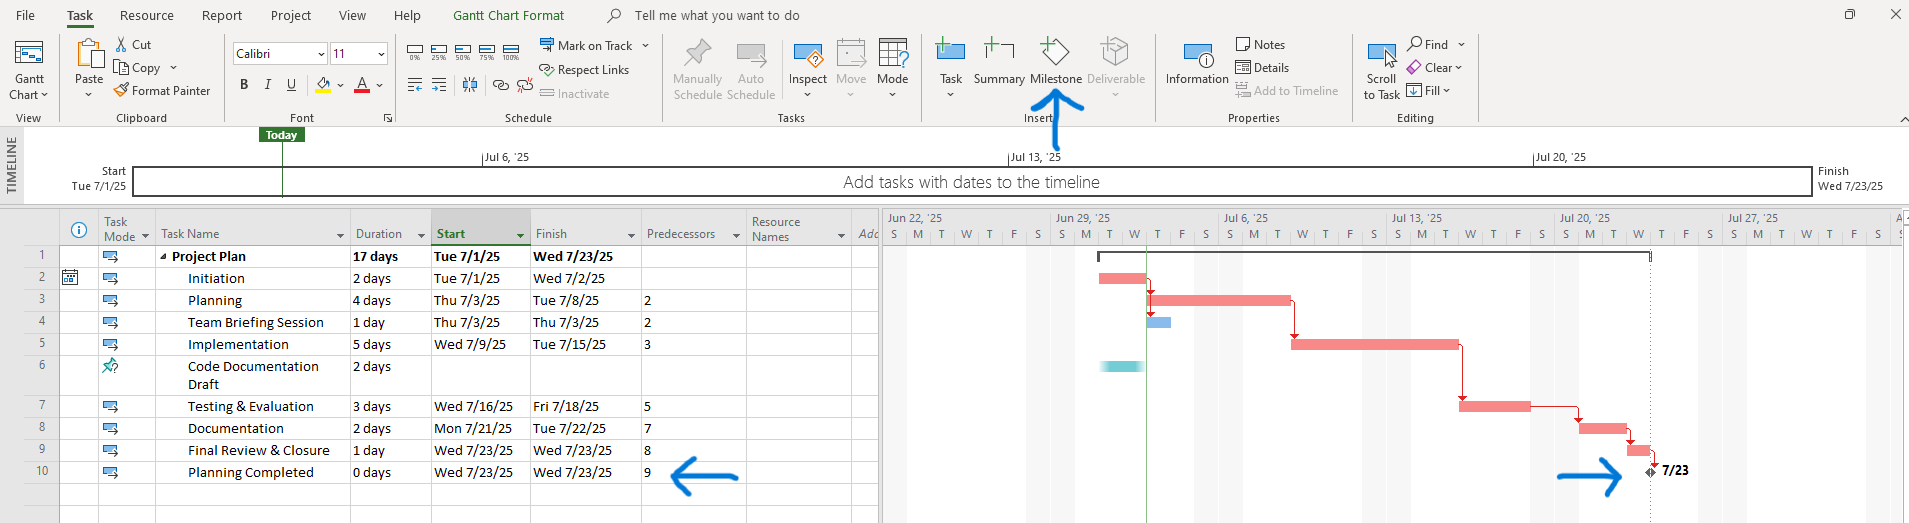 File Task Resource Report Project View Help Gantt Chart Format Tell me what you want to do
Gantt Chart
View
Paste
Cut
Copy
Format Painter
Clipboard
Calibri 11
B I U A
Font
0% 25% 50% 75% 100%
Mark on Track
Respect Links
Inactivate
Schedule
Manually Schedule
Auto Schedule
Inspect
Move
Mode
Tasks
Task
Summary
Milestone
Deliverable
Insert
Information
Notes
Details
Add to Timeline
Properties
Scroll to Task
Find
Clear
Fill
Editing
TIMELINE
Today
Start
Tue 7/1/25
Jul 6, '25 Jul 13, '25 Jul 20, '25
Add tasks with dates to the timeline
Finish
Wed 7/23/25
Task Mode Task Name Duration Start Finish Predecessors Resource Names Add
1 Project Plan 17 days Tue 7/1/25 Wed 7/23/25
2 Initiation 2 days Tue 7/1/25 Wed 7/2/25
3 Planning 4 days Thu 7/3/25 Tue 7/8/25 2
4 Team Briefing Session 1 day Thu 7/3/25 Thu 7/3/25 2
5 Implementation 5 days Wed 7/9/25 Tue 7/15/25 3
6 Code Documentation Draft 2 days
7 Testing & Evaluation 3 days Wed 7/16/25 Fri 7/18/25 5
8 Documentation 2 days Mon 7/21/25 Tue 7/22/25 7
9 Final Review & Closure 1 day Wed 7/23/25 Wed 7/23/25 8
10 Planning Completed 0 days Wed 7/23/25 Wed 7/23/25 9
Jun 22, '25 Jun 29, '25 Jul 6, '25 Jul 13, '25 Jul 20, '25 Jul 27, '25 A
S M T W T F S S M T W T F S S M T W T F S S M T W T F S S M T W T F S S M T W T F S S
7/23